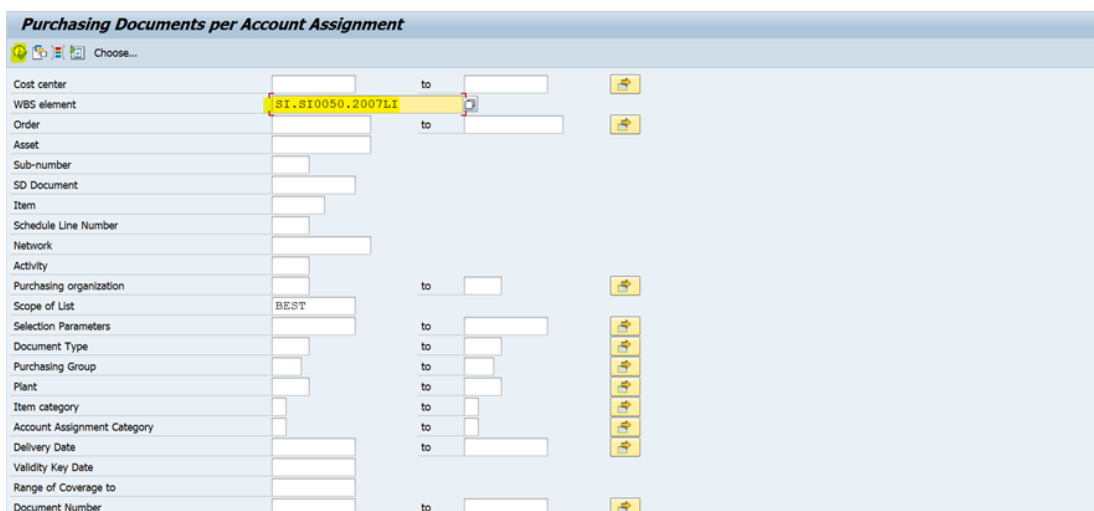 Purchasing Documents per Account Assignment
Choose...
Cost center to
WBS element SI.SI0050.2007LI
Order to
Asset
Sub-number
SD Document
Item
Schedule Line Number
Network
Activity
Purchasing organization to
Scope of List BEST
Selection Parameters to
Document Type to
Purchasing Group to
Plant to
Item category to
Account Assignment Category to
Delivery Date to
Validity Key Date
Range of Coverage to
Document Number to